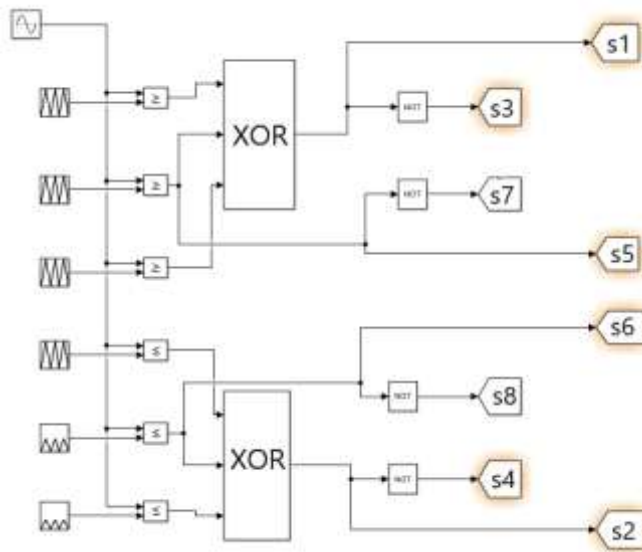 s1
≥
NOT
s3
XOR
≥
NOT
s7
s5
≥
s6
≤
NOT
s8
≤
XOR
NOT
s4
≤
s2